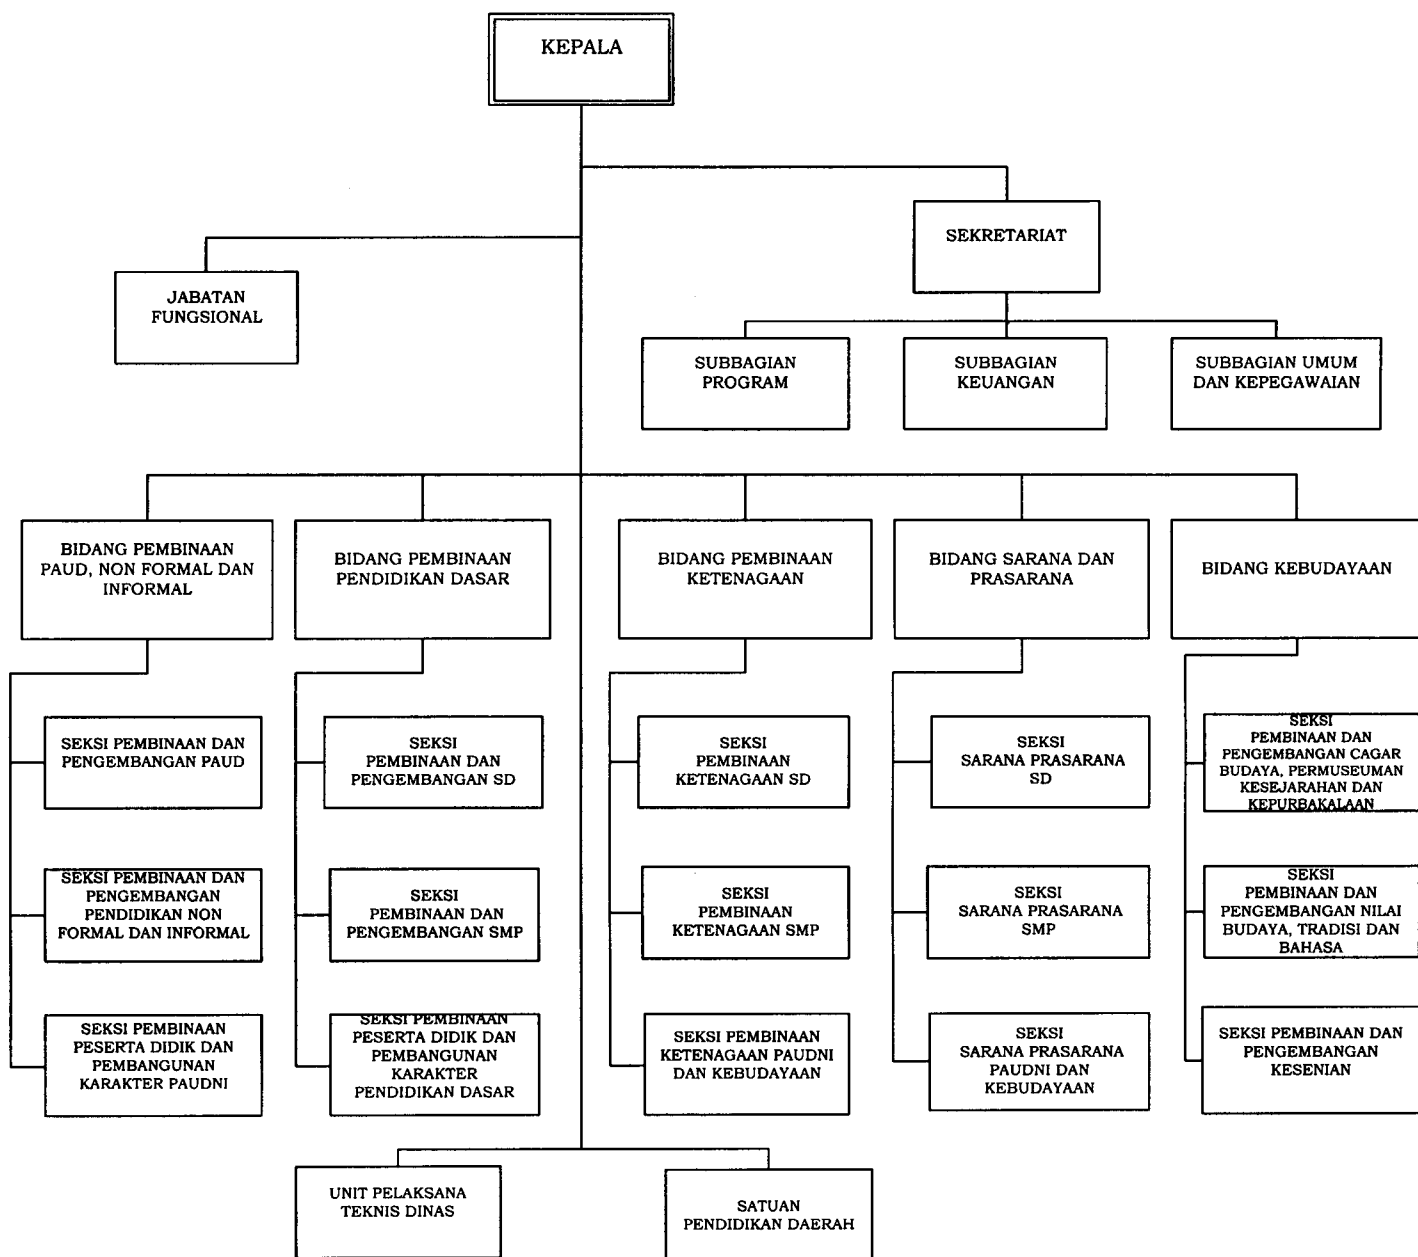 KEPALA
SEKRETARIAT
JABATAN
FUNGSIONAL
SUBBAGIAN
PROGRAM
SUBBAGIAN
KEUANGAN
SUBBAGIAN UMUM
DAN KEPEGAWAIAN
BIDANG PEMBINAAN
PAUD, NON FORMAL DAN
INFORMAL
BIDANG PEMBINAAN
PENDIDIKAN DASAR
BIDANG PEMBINAAN
KETENAGAAN
BIDANG SARANA DAN
PRASARANA
BIDANG KEBUDAYAAN
SEKSI PEMBINAAN DAN
PENGEMBANGAN PAUD
SEKSI
PEMBINAAN DAN
PENGEMBANGAN SD
SEKSI
PEMBINAAN
KETENAGAAN SD
SEKSI
SARANA PRASARANA
SD
SEKSI
PEMBINAAN DAN
PENGEMBANGAN CAGAR
BUDAYA, PERMUSEUMAN
KESEJARAHAN DAN
KEPURBAKALAAN
SEKSI PEMBINAAN DAN
PENGEMBANGAN
PENDIDIKAN NON
FORMAL DAN INFORMAL
SEKSI
PEMBINAAN DAN
PENGEMBANGAN SMP
SEKSI
PEMBINAAN
KETENAGAAN SMP
SEKSI
SARANA PRASARANA
SMP
SEKSI
PEMBINAAN DAN
PENGEMBANGAN NILAI
BUDAYA, TRADISI DAN
BAHASA
SEKSI PEMBINAAN
PESERTA DIDIK DAN
PEMBANGUNAN
KARAKTER PAUDNI
SEKSI PEMBINAAN
PESERTA DIDIK DAN
PEMBANGUNAN
KARAKTER
PENDIDIKAN DASAR
SEKSI PEMBINAAN
KETENAGAAN PAUDNI
DAN KEBUDAYAAN
SEKSI
SARANA PRASARANA
PAUDNI DAN
KEBUDAYAAN
SEKSI PEMBINAAN DAN
PENGEMBANGAN
KESENIAN
UNIT PELAKSANA
TEKNIS DINAS
SATUAN
PENDIDIKAN DAERAH